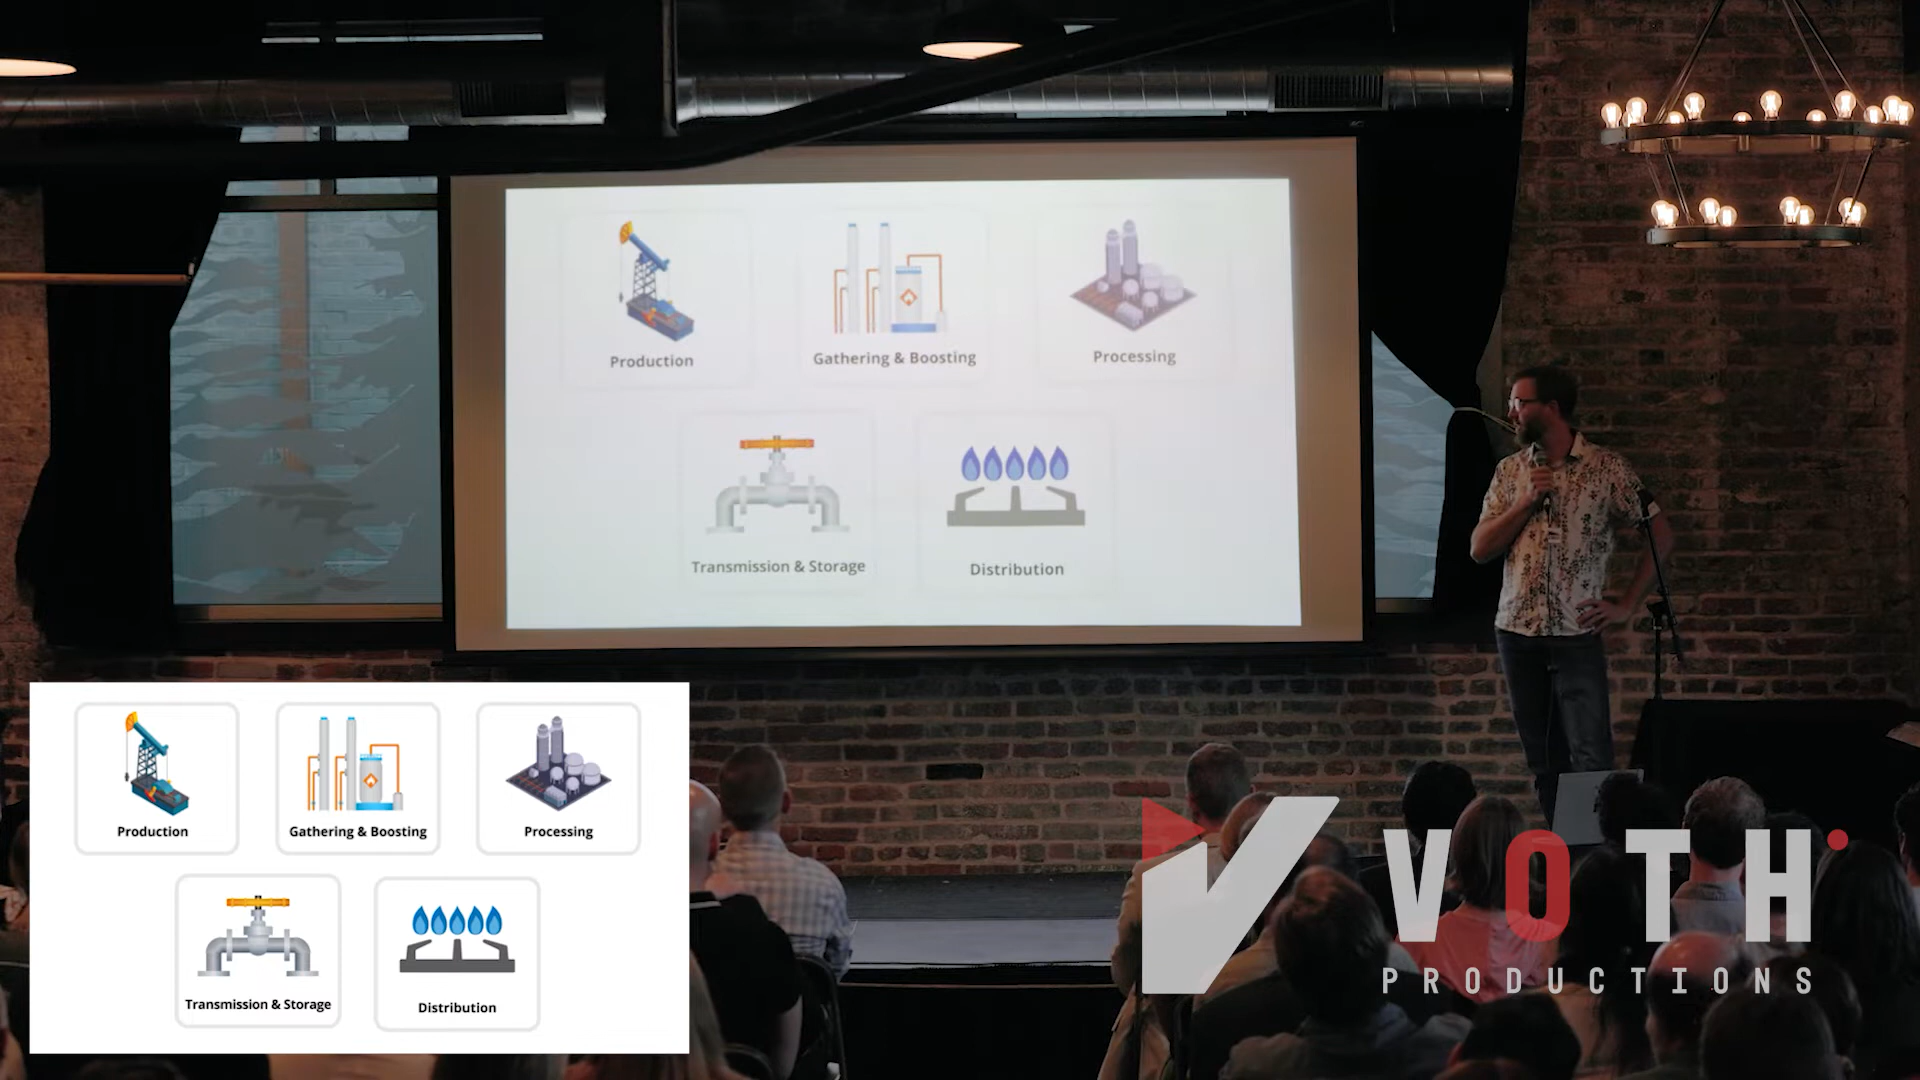 Production
Gathering & Boosting
Processing
Transmission & Storage
Distribution
Production
Gathering & Boosting
Processing
Transmission & Storage
Distribution
VOTH
PRODUCTIONS